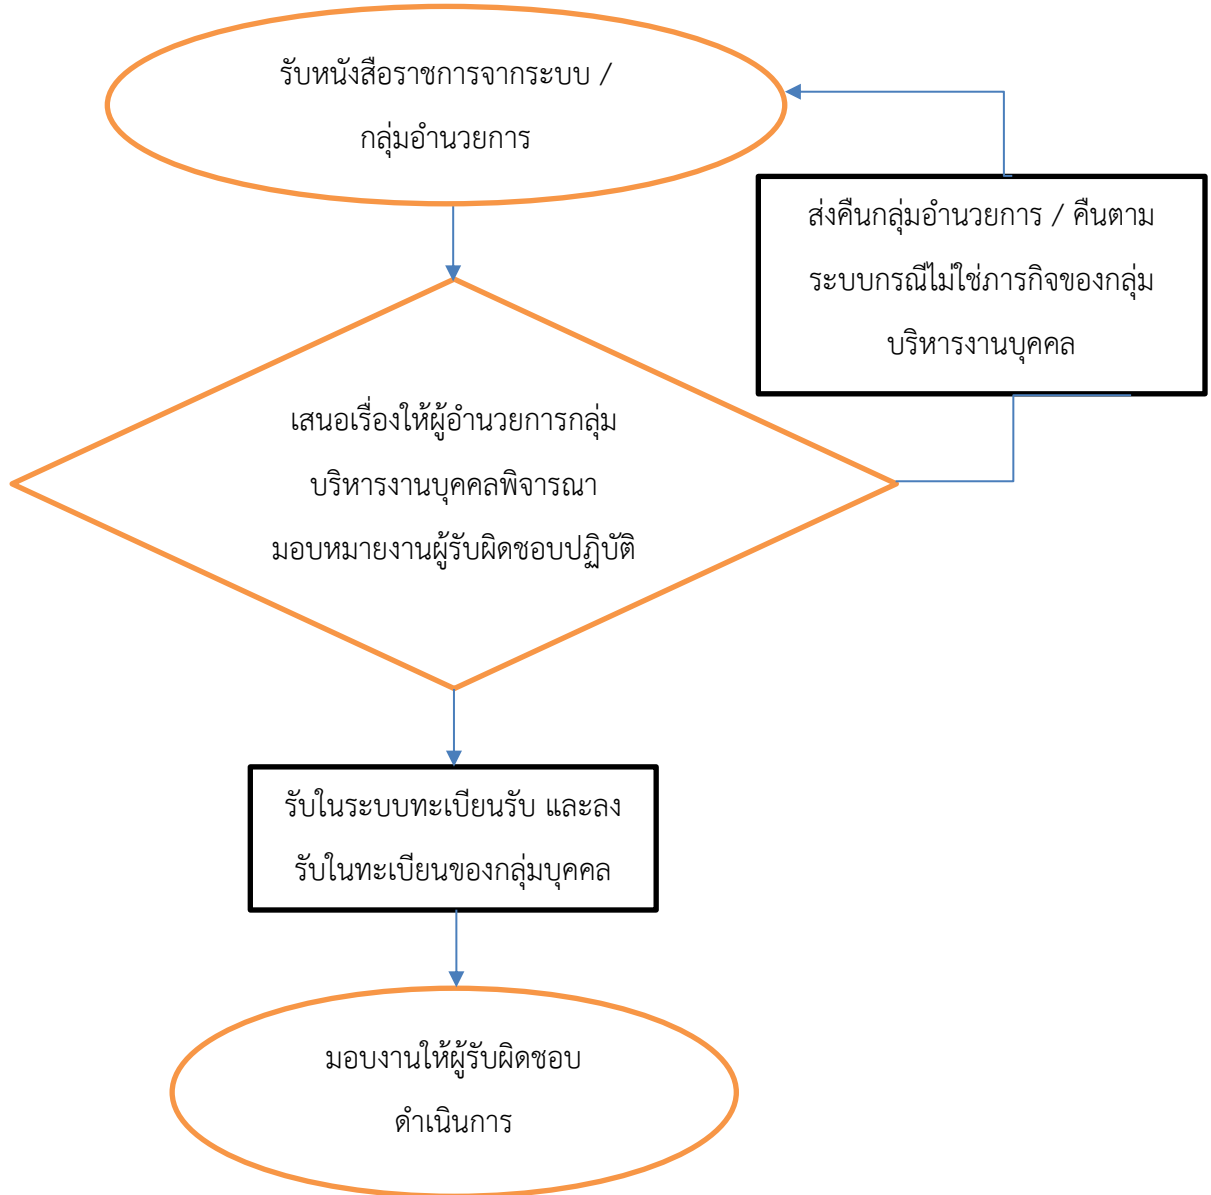 รับหนังสือราชการจากระบบ /
กลุ่มอำนวยการ
ส่งคืนกลุ่มอำนวยการ / คืนตาม
ระบบกรณีไม่ใช่ภารกิจของกลุ่ม
บริหารงานบุคคล
เสนอเรื่องให้ผู้อำนวยการกลุ่ม
บริหารงานบุคคลพิจารณา
มอบหมายงานผู้รับผิดชอบปฏิบัติ
รับในระบบทะเบียนรับ และลง
รับในทะเบียนของกลุ่มบุคคล
มอบงานให้ผู้รับผิดชอบ
ดำเนินการ